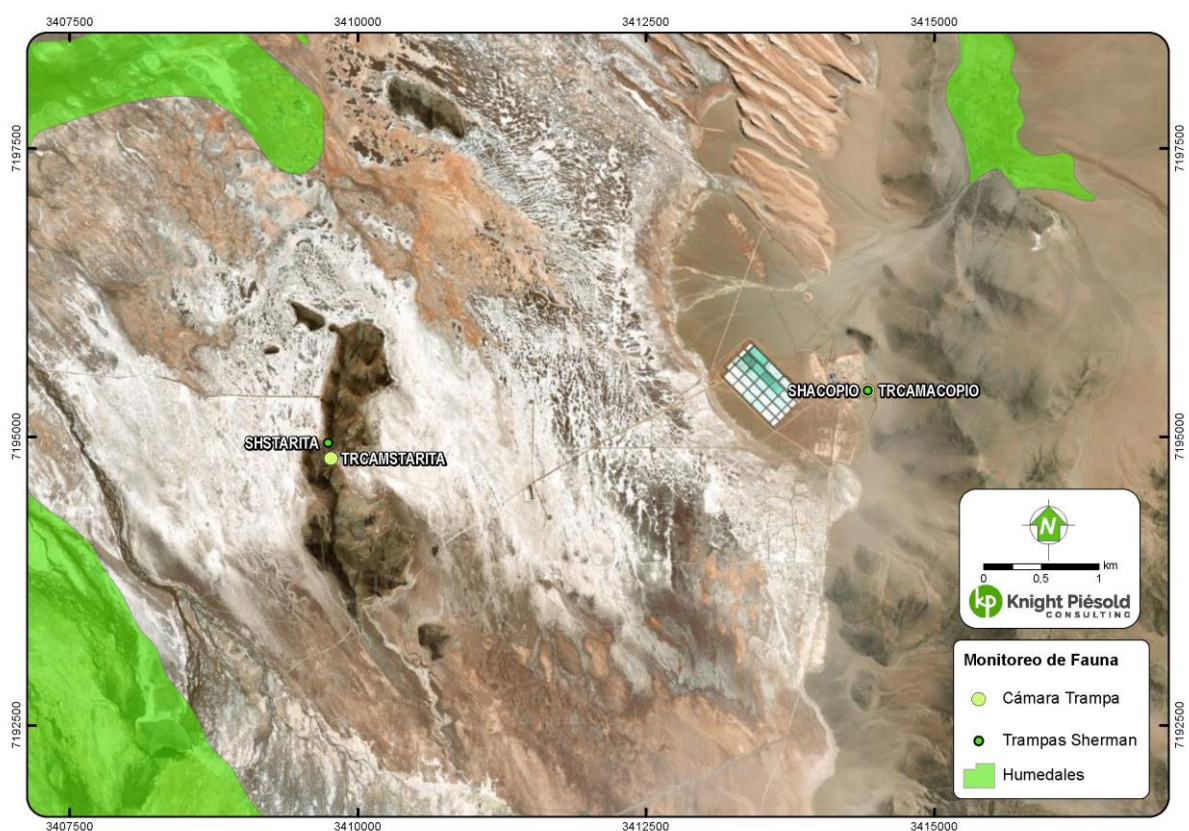 3407500 3410000 3412500 3415000
7197500 7197500
SHACOPIO TRCAMACOPIO
7195000 7195000
SHSTARITA
TRCAMSTARITA
N
0 0,5 1 km
kp Knight Piésold
CONSULTING
Monitoreo de Fauna
Cámara Trampa
7192500 7192500
Trampas Sherman
Humedales
3407500 3410000 3412500 3415000